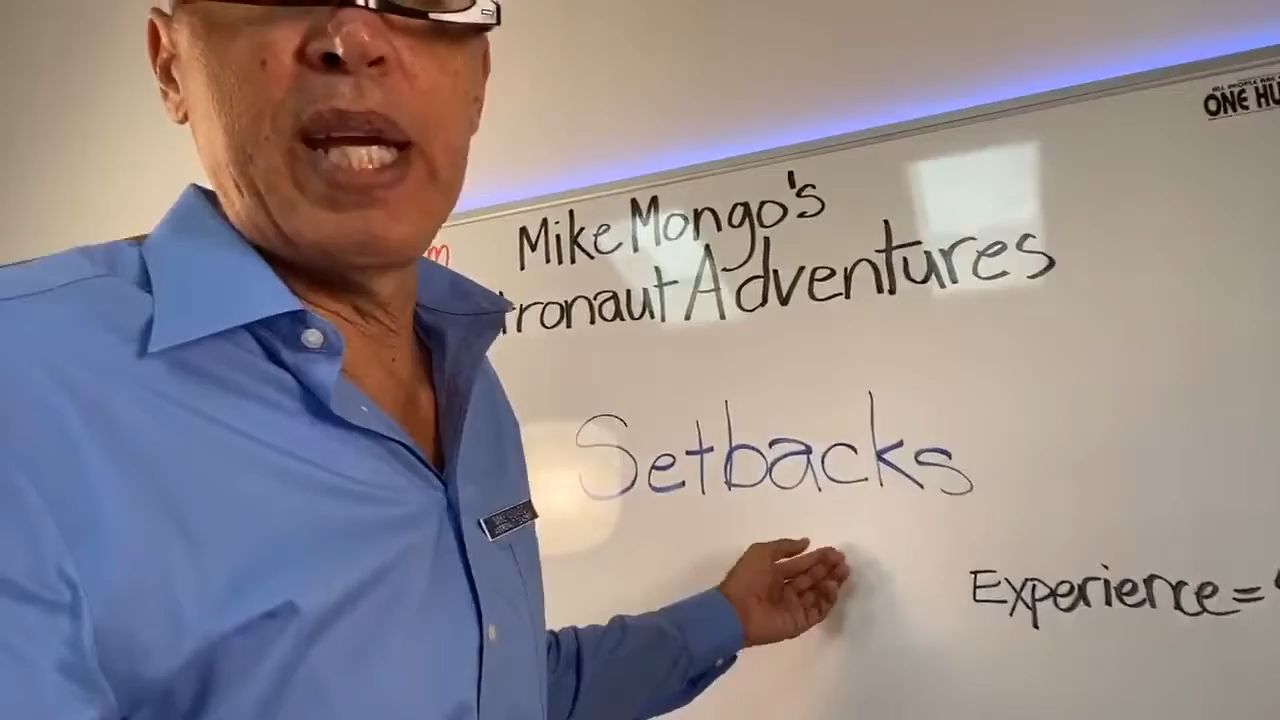 ONE HU
m
Mike Mongo's
tronaut Adventures
Setbacks
Experience =